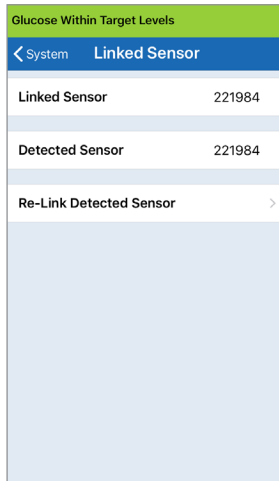 Glucose Within Target Levels
System Linked Sensor
Linked Sensor 221984
Detected Sensor 221984
Re-Link Detected Sensor